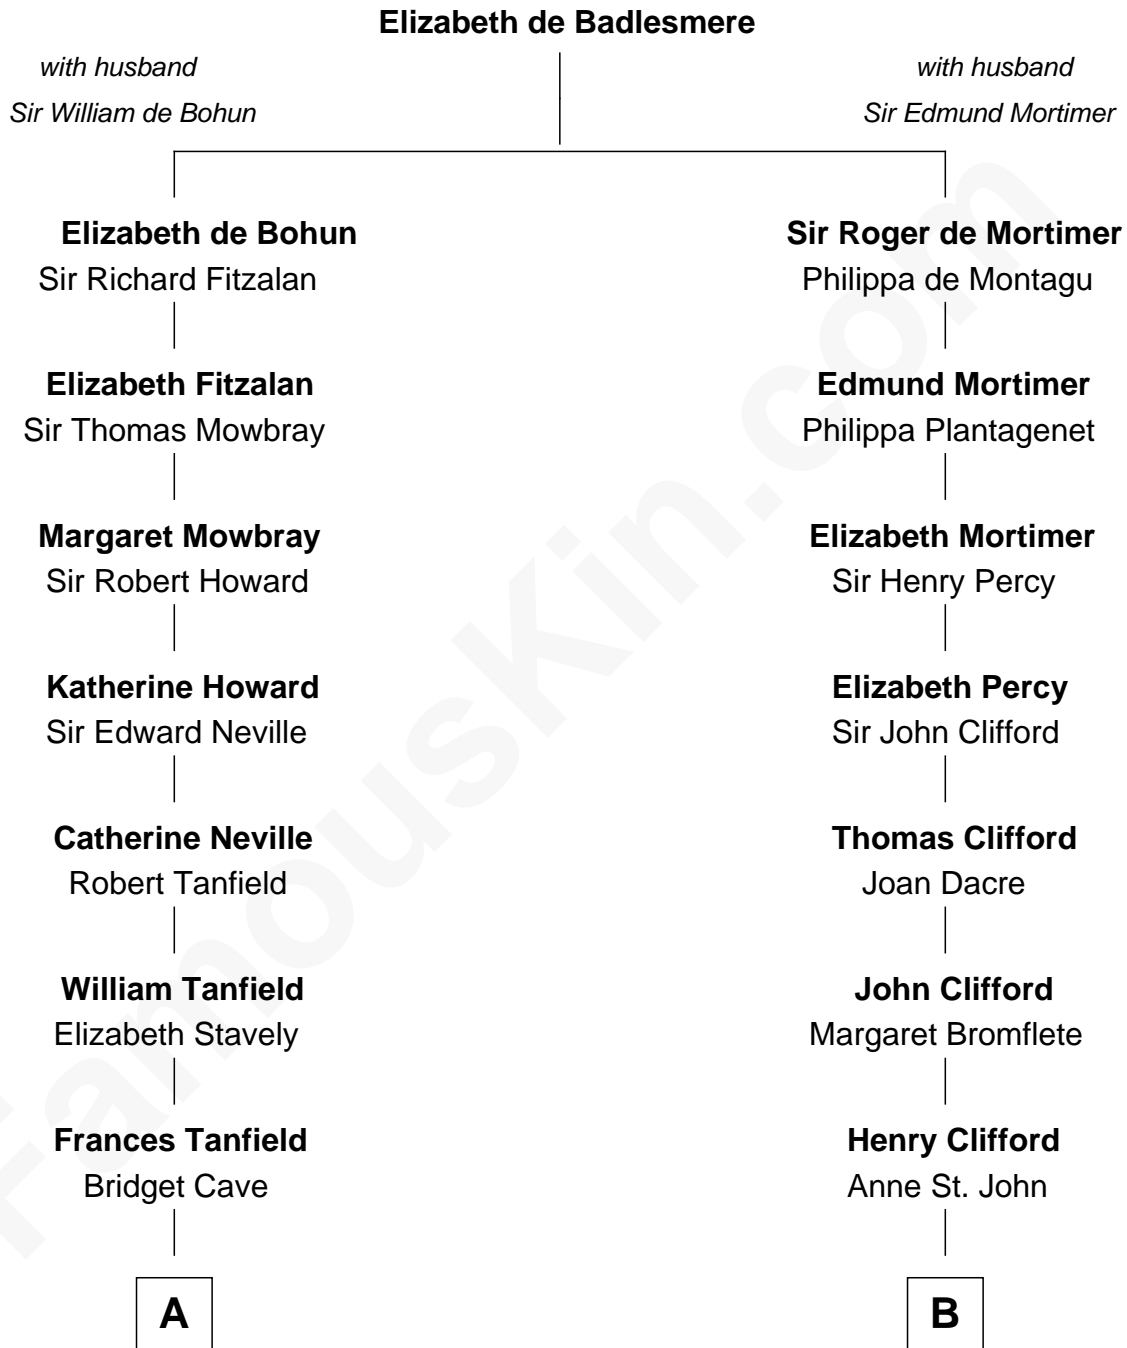 Elizabeth de Badlesmere
with husband
Sir William de Bohun
with husband
Sir Edmund Mortimer
Elizabeth de Bohun
Sir Richard Fitzalan
Sir Roger de Mortimer
Philippa de Montagu
Elizabeth Fitzalan
Sir Thomas Mowbray
Edmund Mortimer
Philippa Plantagenet
Margaret Mowbray
Sir Robert Howard
Elizabeth Mortimer
Sir Henry Percy
Katherine Howard
Sir Edward Neville
Elizabeth Percy
Sir John Clifford
Catherine Neville
Robert Tanfield
Thomas Clifford
Joan Dacre
William Tanfield
Elizabeth Stavely
John Clifford
Margaret Bromflete
Frances Tanfield
Bridget Cave
Henry Clifford
Anne St. John
A
B
FamousKin.com